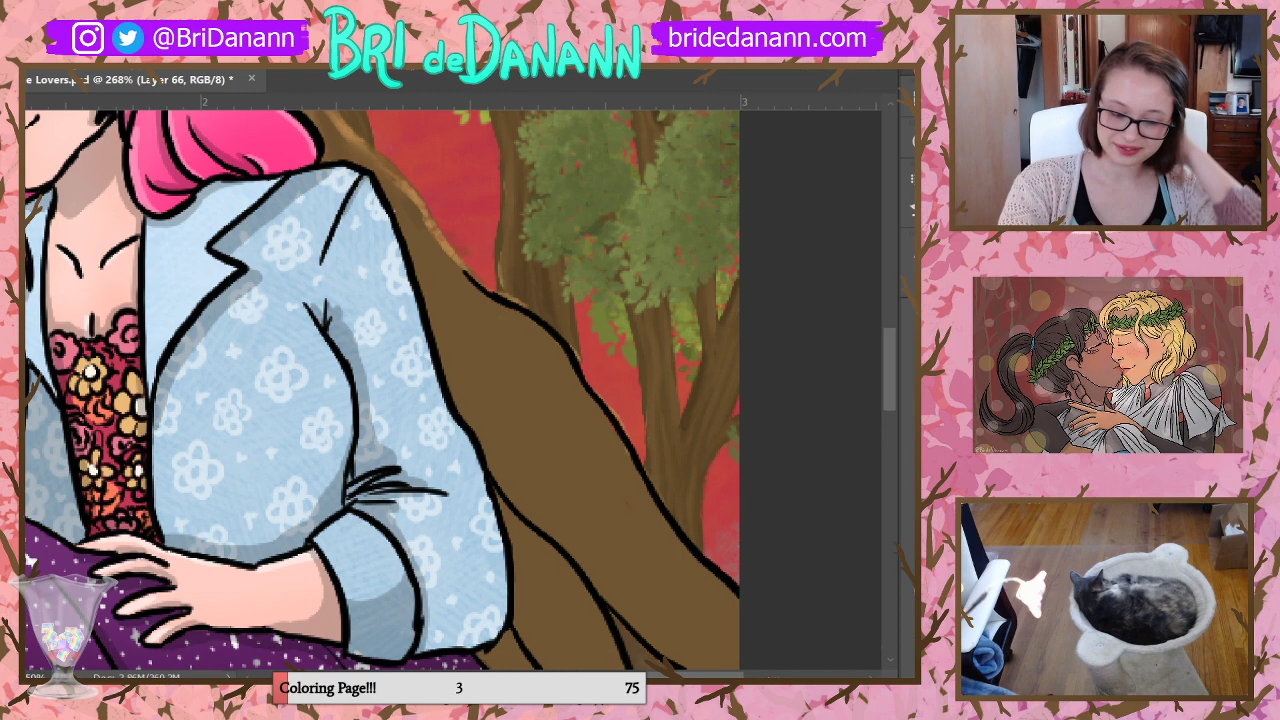 @BriDanann
BRI deDANANN
bridedanann.com
e Lovers.psd @ 268% (Layer 66, RGB/8) *
2
3
Coloring Page!!! 3 75